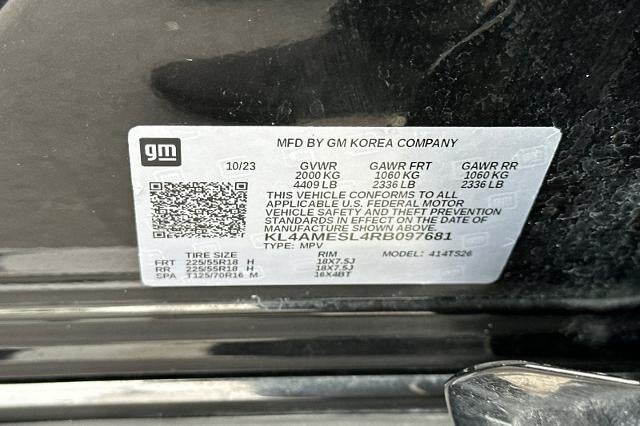 gm
MFD BY GM KOREA COMPANY
10/23 GVWR GAWR FRT GAWR RR
2000 KG 1060 KG 1060 KG
4409 LB 2336 LB 2336 LB
THIS VEHICLE CONFORMS TO ALL
APPLICABLE U.S. FEDERAL MOTOR
VEHICLE SAFETY AND THEFT PREVENTION
STANDARDS IN EFFECT ON THE DATE OF
MANUFACTURE SHOWN ABOVE.
KL4AMESL4RB097681
TYPE: MPV
TIRE SIZE RIM MODEL: 414TS26
FRT 225/55R18 H 18X7.5J
RR 225/55R18 H 18X7.5J
SPA T125/70R16 M 16X4BT